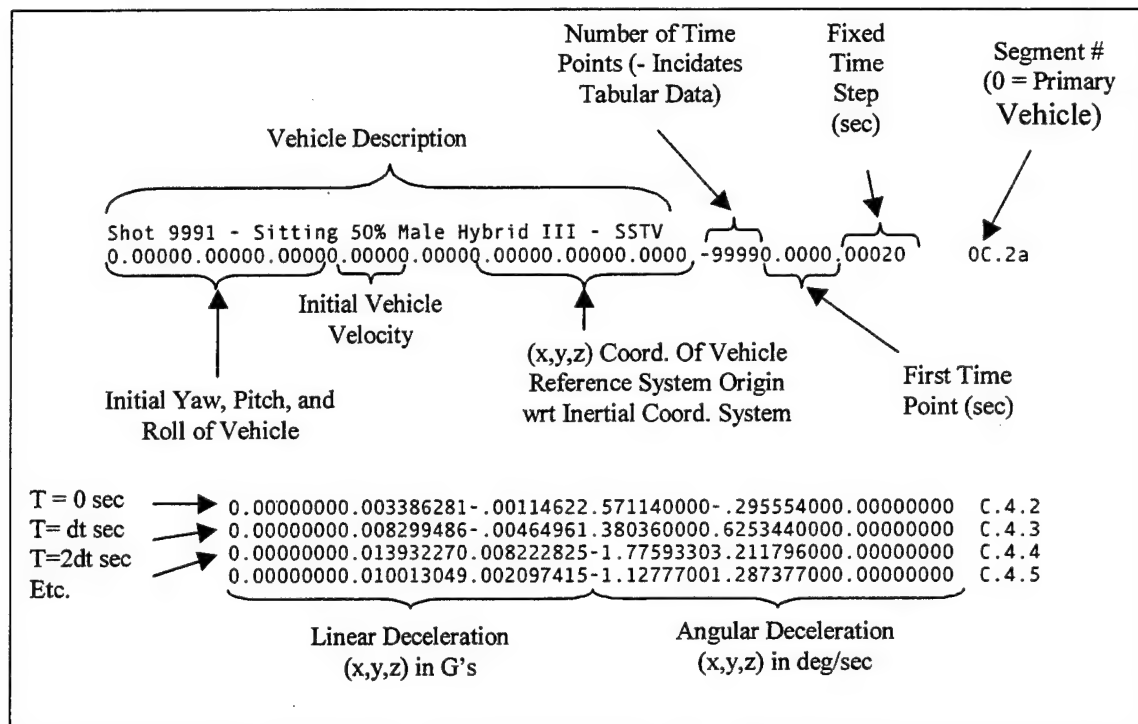 Number of Time
Points (- Incidates
Tabular Data)
Fixed
Time
Step
(sec)
Segment #
(0 = Primary
Vehicle)
Vehicle Description
Shot 9991 - Sitting 50% Male Hybrid III - SSTV
0.00000.00000.00000.00000.00000.00000.00000.0000 -99990.0000.00020 0C.2a
Initial Vehicle
Velocity
(x,y,z) Coord. Of Vehicle
Reference System Origin
wrt Inertial Coord. System
First Time
Point (sec)
Initial Yaw, Pitch, and
Roll of Vehicle
T = 0 sec
T= dt sec
T=2dt sec
Etc.
0.00000000.003386281-.00114622.571140000-.295554000.00000000 C.4.2
0.00000000.008299486-.00464961.380360000.6253440000.00000000 C.4.3
0.00000000.013932270.008222825-1.77593303.211796000.00000000 C.4.4
0.00000000.010013049.002097415-1.12777001.287377000.00000000 C.4.5
Linear Deceleration
(x,y,z) in G's
Angular Deceleration
(x,y,z) in deg/sec